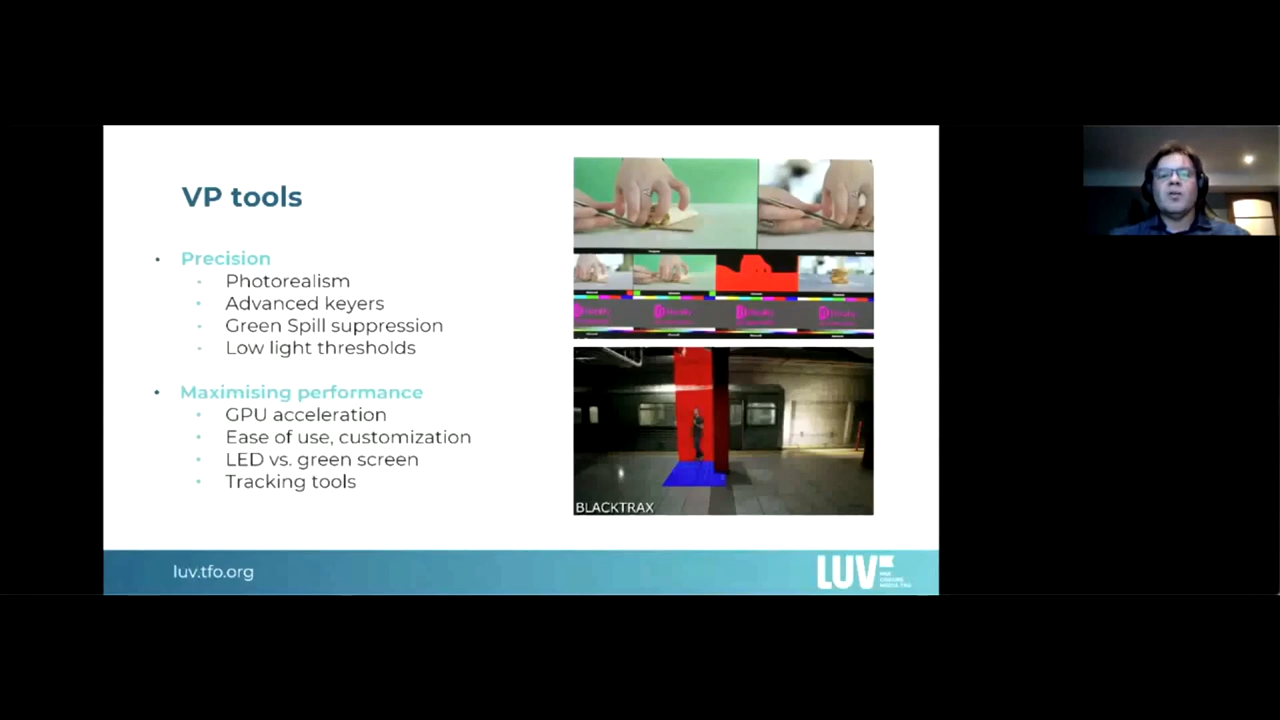 VP tools
• Precision
- Photorealism
• Advanced keyers
- Green Spill suppression
- Low light thresholds
• Maximising performance
• GPU acceleration
• Ease of use, customization
• LED vs. green screen
• Tracking tools
BLACKTRAX
luv.tfo.org
LUV